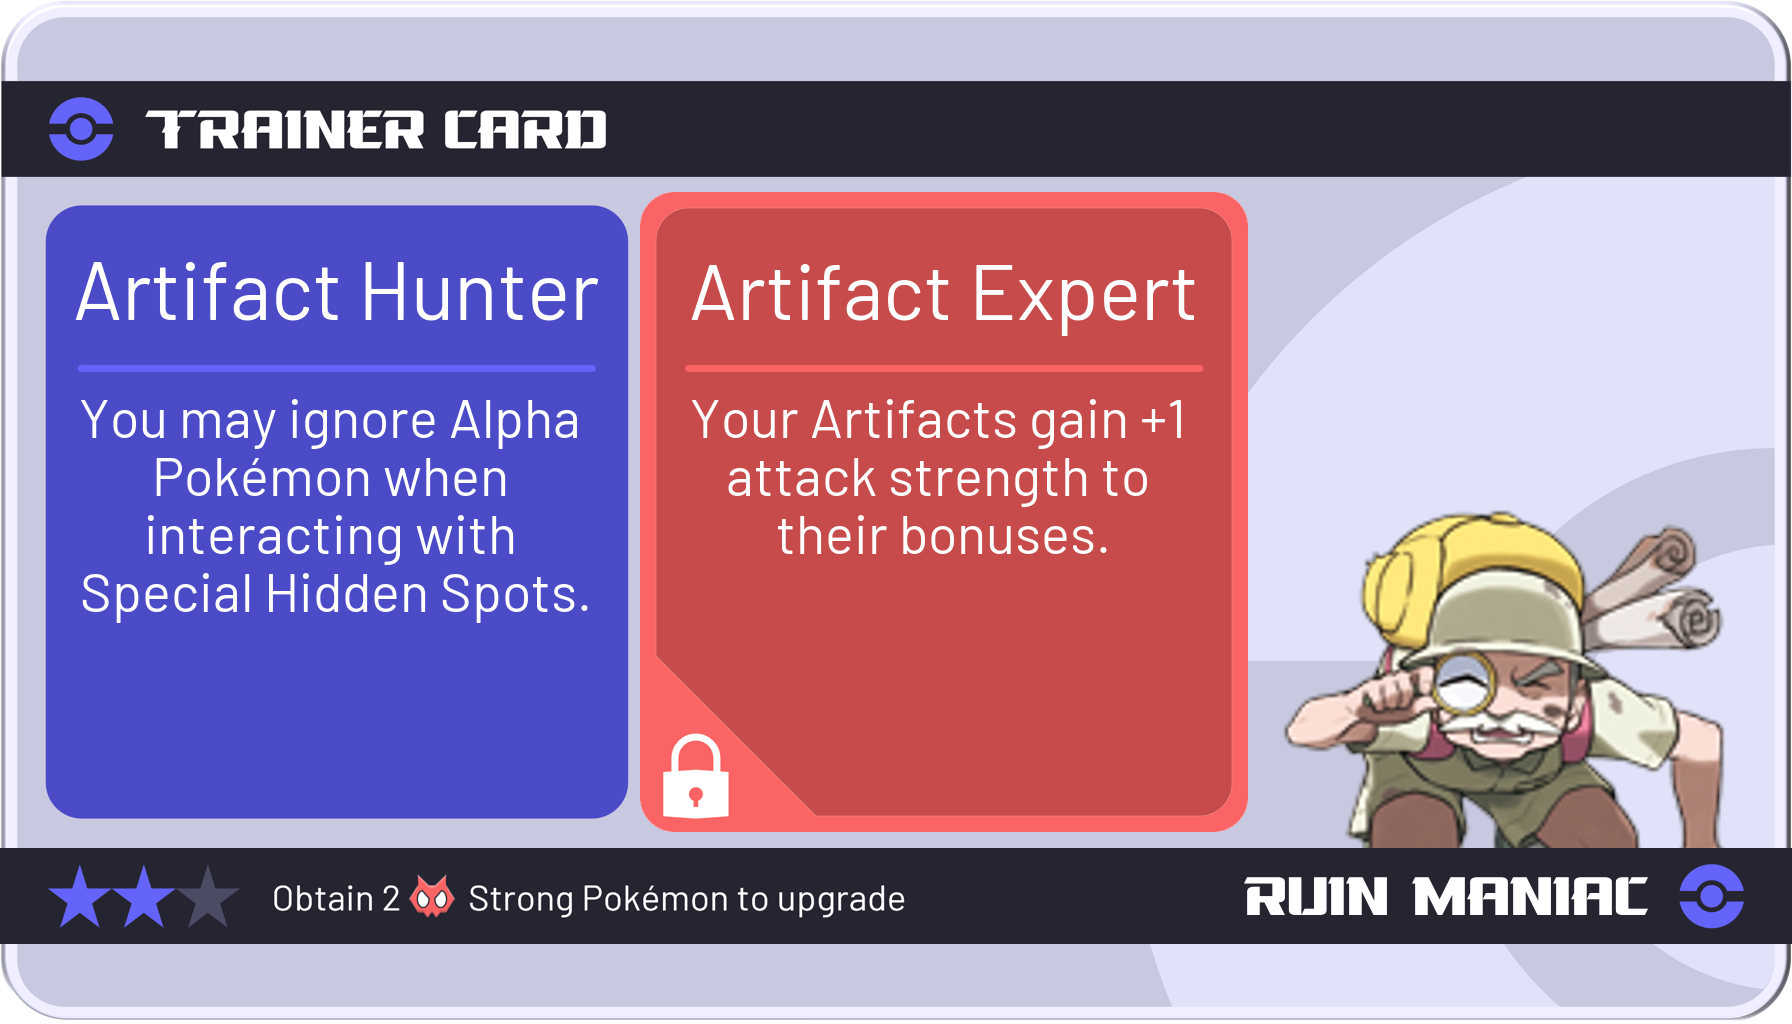 TRAINER CARD
Artifact Hunter
You may ignore Alpha
Pokémon when
interacting with
Special Hidden Spots.
Artifact Expert
Your Artifacts gain +1
attack strength to
their bonuses.
Obtain 2 Strong Pokémon to upgrade
RUIN MANIAC